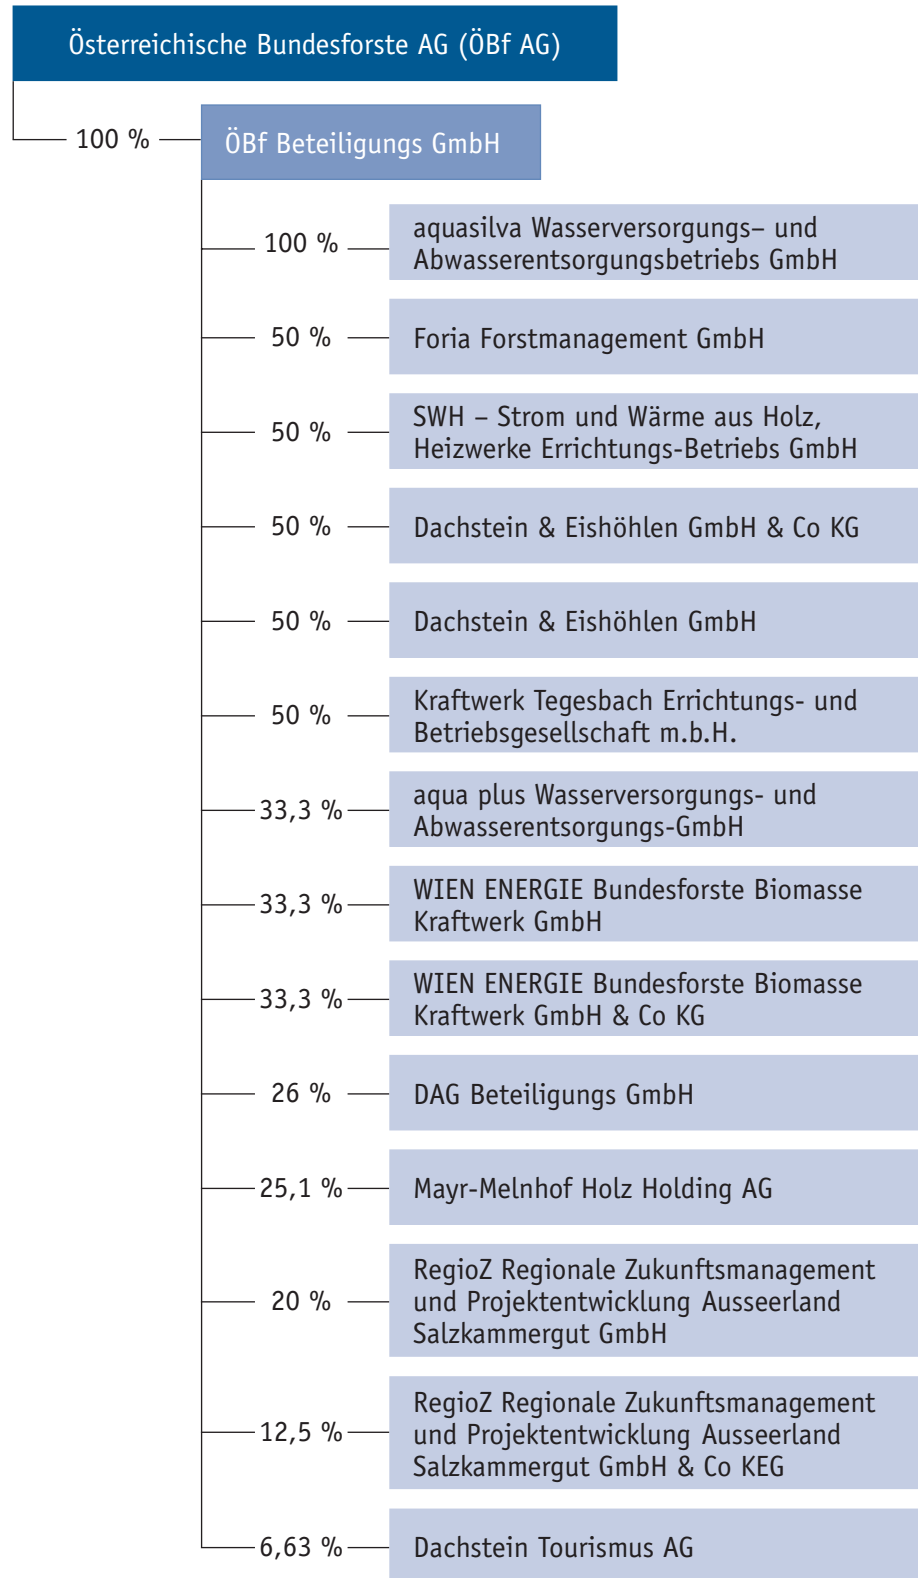 Österreichische Bundesforste AG (ÖBf AG)
100 %
ÖBf Beteiligungs GmbH
100 %
aquasilva Wasserversorgungs– und
Abwasserentsorgungsbetriebs GmbH
50 %
Foria Forstmanagement GmbH
50 %
SWH – Strom und Wärme aus Holz,
Heizwerke Errichtungs-Betriebs GmbH
50 %
Dachstein & Eishöhlen GmbH & Co KG
50 %
Dachstein & Eishöhlen GmbH
50 %
Kraftwerk Tegesbach Errichtungs- und
Betriebsgesellschaft m.b.H.
33,3 %
aqua plus Wasserversorgungs- und
Abwasserentsorgungs-GmbH
33,3 %
WIEN ENERGIE Bundesforste Biomasse
Kraftwerk GmbH
33,3 %
WIEN ENERGIE Bundesforste Biomasse
Kraftwerk GmbH & Co KG
26 %
DAG Beteiligungs GmbH
25,1 %
Mayr-Melnhof Holz Holding AG
20 %
RegioZ Regionale Zukunftsmanagement
und Projektentwicklung Ausseerland
Salzkammergut GmbH
12,5 %
RegioZ Regionale Zukunftsmanagement
und Projektentwicklung Ausseerland
Salzkammergut GmbH & Co KEG
6,63 %
Dachstein Tourismus AG